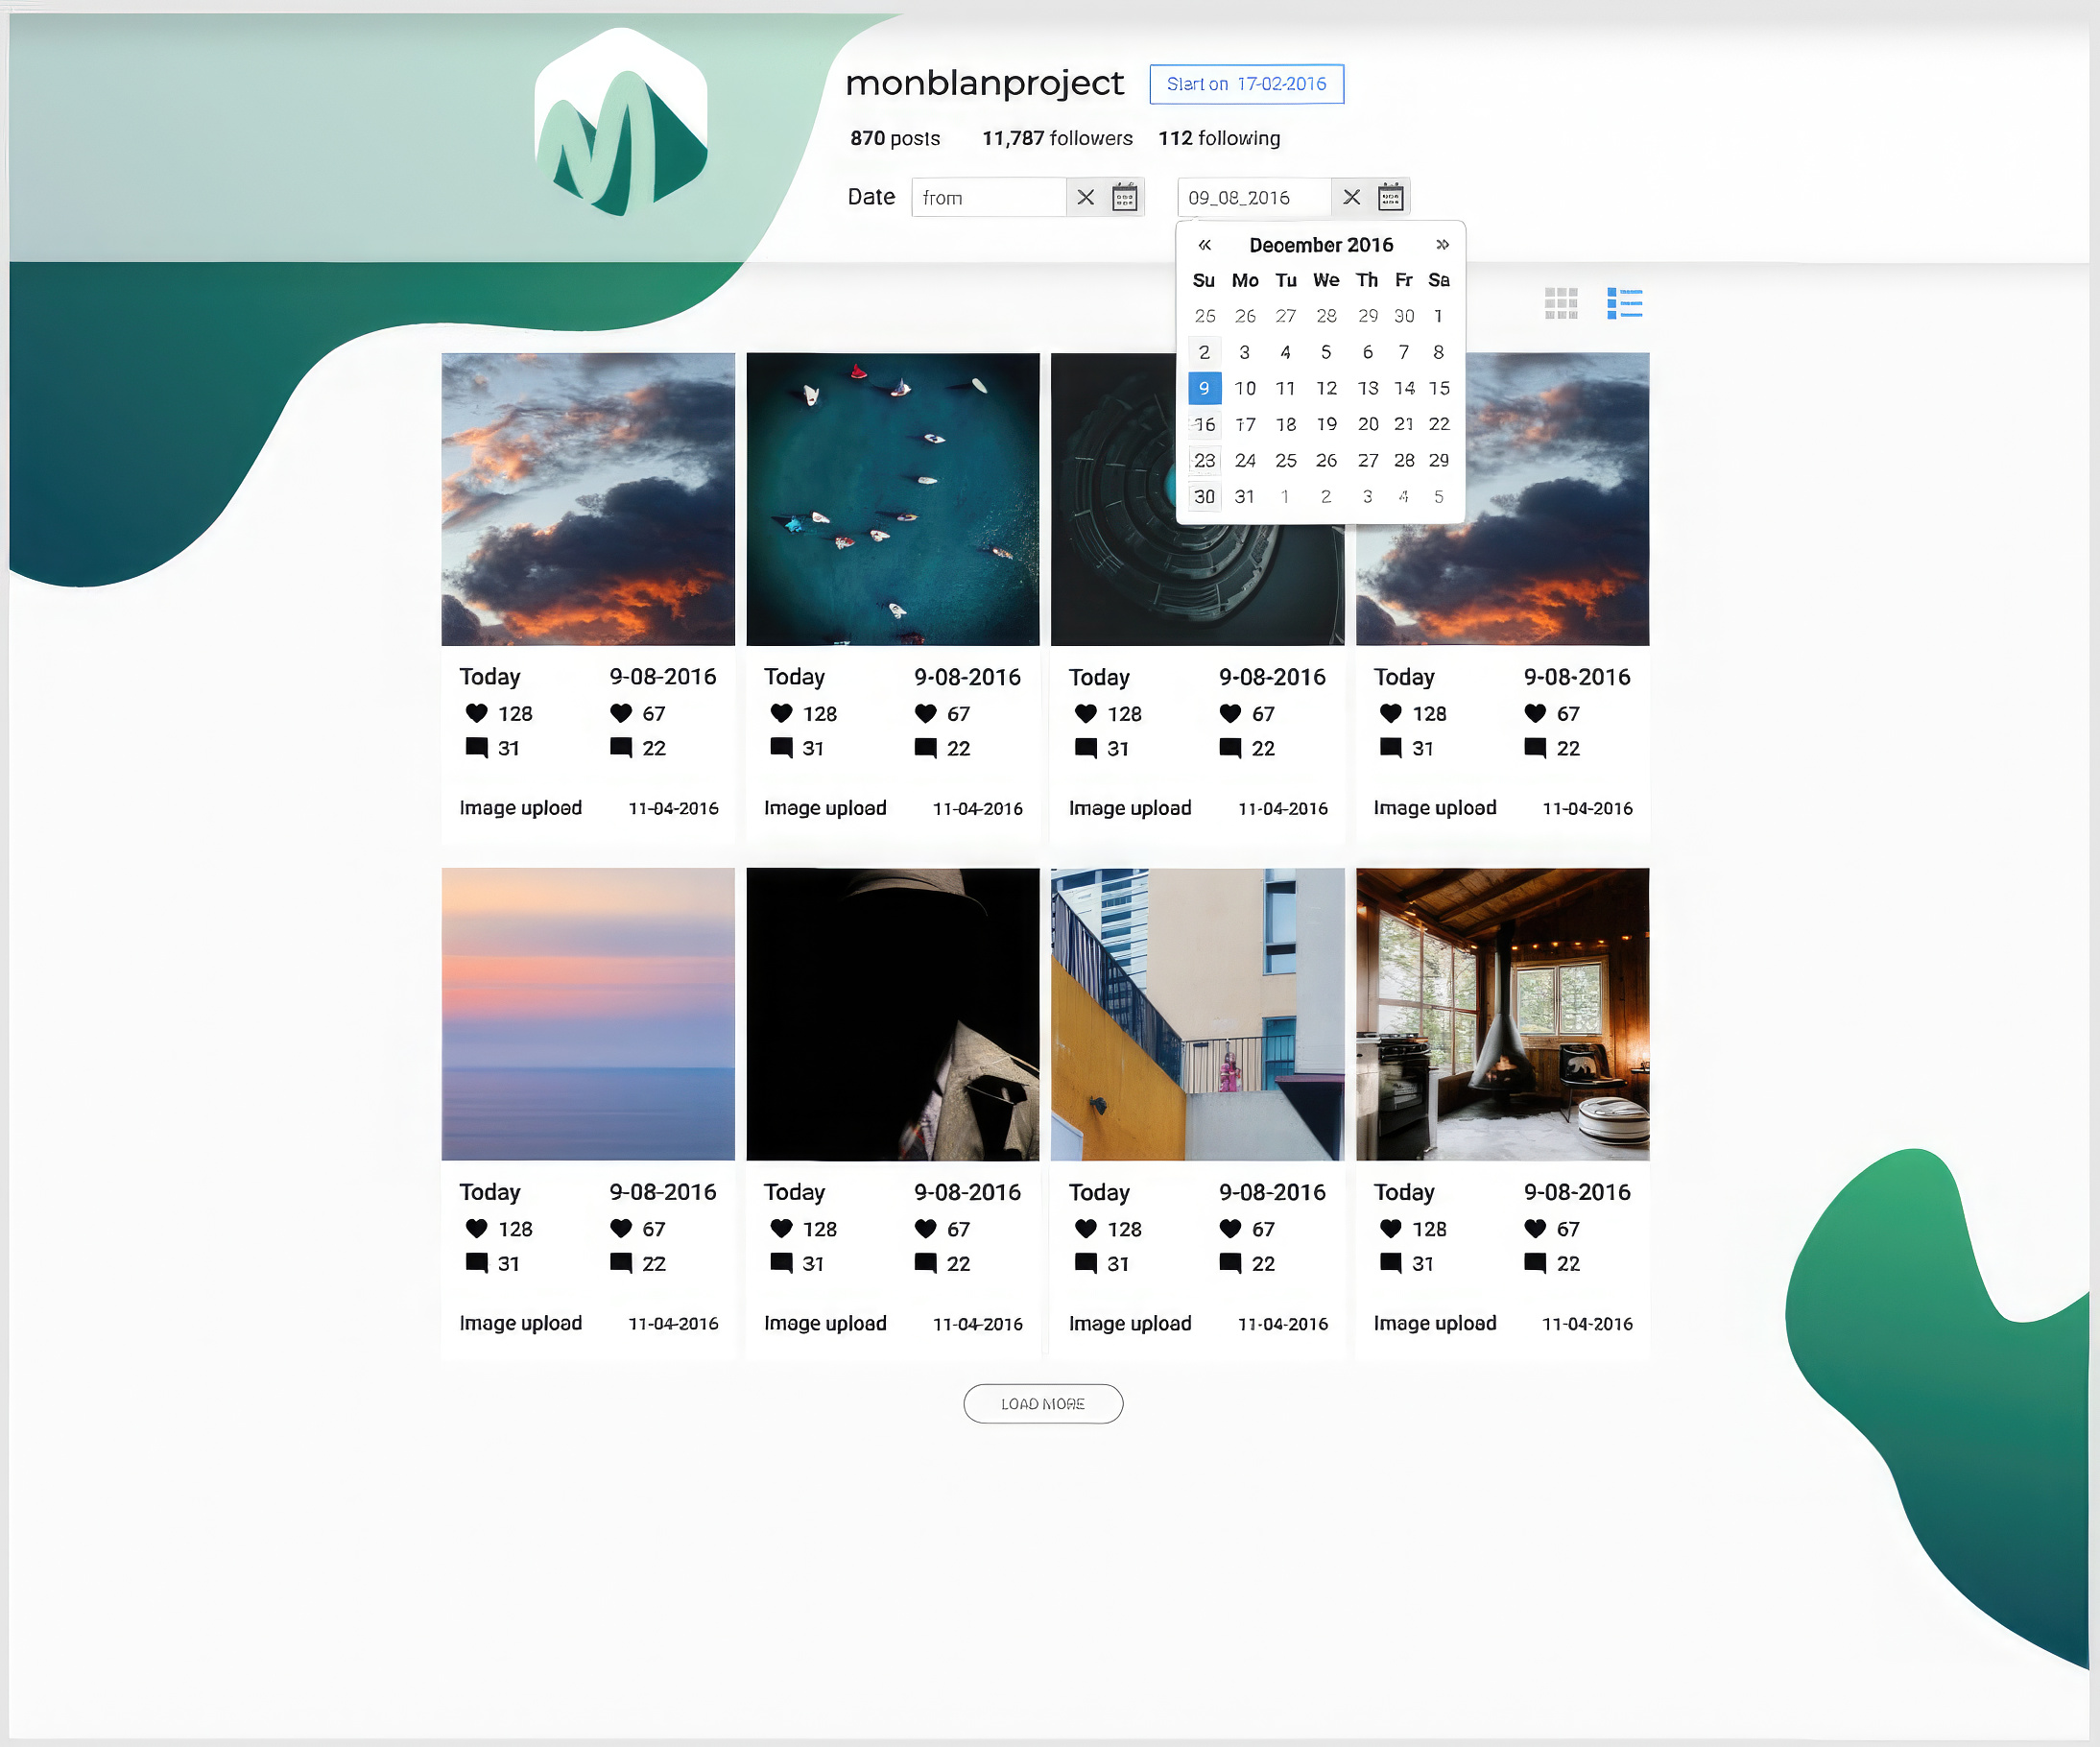 monblanproject Start on 17-02-2016
870 posts 11,787 followers 112 following
Date from 09_08_2016
« December 2016 »
Su Mo Tu We Th Fr Sa
25 26 27 28 29 30 1
2 3 4 5 6 7 8
9 10 11 12 13 14 15
16 17 18 19 20 21 22
23 24 25 26 27 28 29
30 31 1 2 3 4 5
Today 9-08-2016 Today 9-08-2016 Today 9-08-2016 Today 9-08-2016
128 67 128 67 128 67 128 67
31 22 31 22 31 22 31 22
Image upload 11-04-2016 Image upload 11-04-2016 Image upload 11-04-2016 Image upload 11-04-2016
Today 9-08-2016 Today 9-08-2016 Today 9-08-2016 Today 9-08-2016
128 67 128 67 128 67 128 67
31 22 31 22 31 22 31 22
Image upload 11-04-2016 Image upload 11-04-2016 Image upload 11-04-2016 Image upload 11-04-2016
LOAD MORE